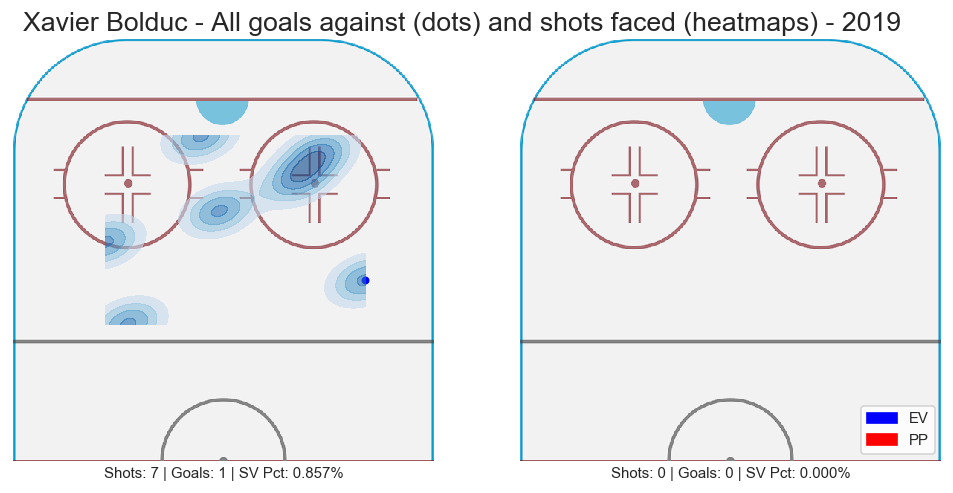 Xavier Bolduc - All goals against (dots) and shots faced (heatmaps) - 2019
EV
PP
Shots: 7 | Goals: 1 | SV Pct: 0.857%
Shots: 0 | Goals: 0 | SV Pct: 0.000%